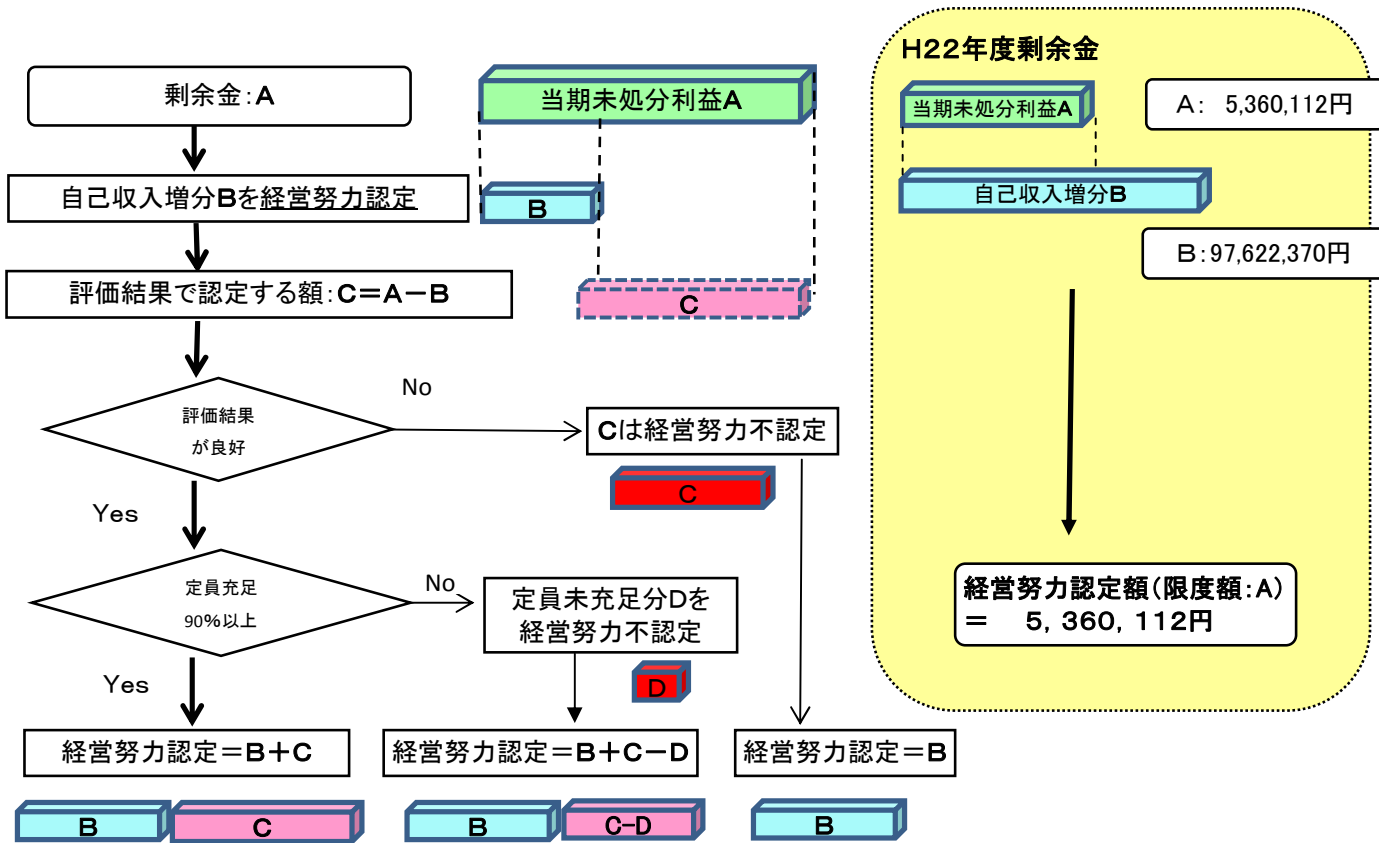 剰余金：A
自己収入増分Bを経営努力認定
評価結果で認定する額：C＝A－B
評価結果
が良好
No
Yes
Cは経営努力不認定
C
定員充足
90%以上
No
Yes
定員未充足分Dを
経営努力不認定
D
経営努力認定＝B＋C
経営努力認定＝B＋C－D
経営努力認定＝B
B
C
B
C-D
B
当期未処分利益A
B
C
H22年度剰余金
当期未処分利益A
A： 5,360,112円
自己収入増分B
B：97,622,370円
経営努力認定額（限度額：A）
＝ 5，360，112円